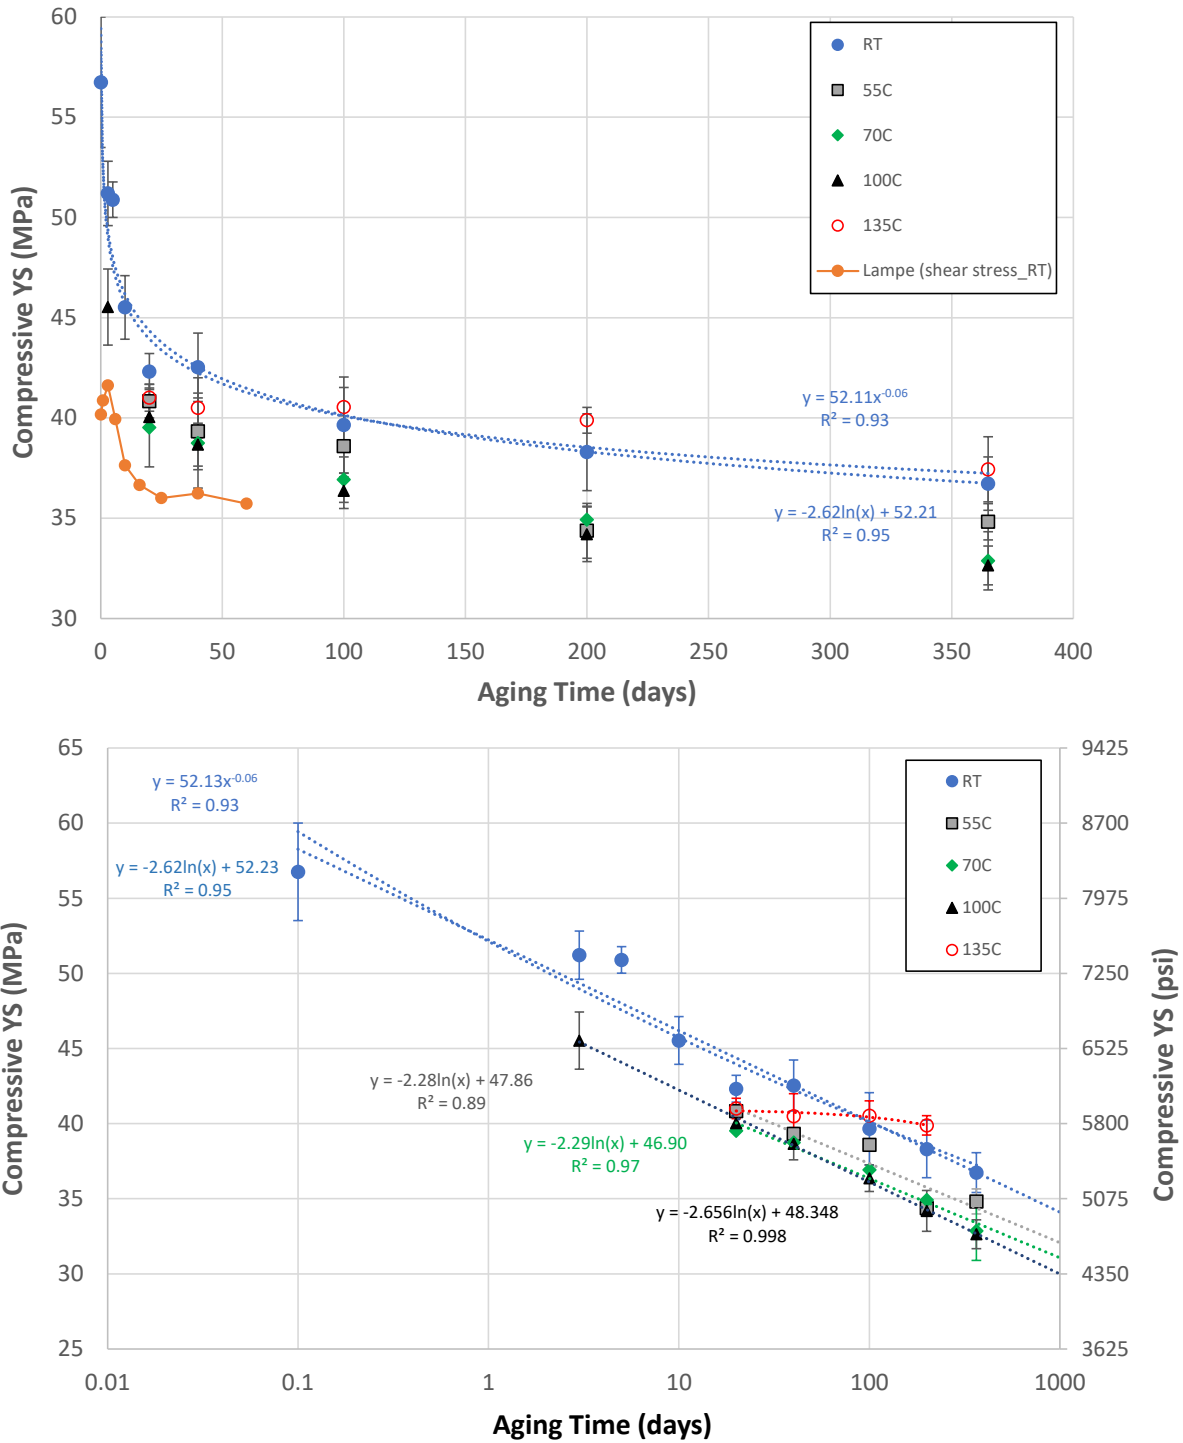 60
55
50
45
40
35
30
Compressive YS (MPa)
RT
55C
70C
100C
135C
Lampe (shear stress_RT)
y = 52.11x^-0.06
R² = 0.93
y = -2.62ln(x) + 52.21
R² = 0.95
0 50 100 150 200 250 300 350 400
Aging Time (days)
65
60
55
50
45
40
35
30
25
Compressive YS (MPa)
y = 52.13x^-0.06
R² = 0.93
y = -2.62ln(x) + 52.23
R² = 0.95
y = -2.28ln(x) + 47.86
R² = 0.89
y = -2.29ln(x) + 46.90
R² = 0.97
y = -2.656ln(x) + 48.348
R² = 0.998
RT
55C
70C
100C
135C
9425
8700
7975
7250
6525
5800
5075
4350
3625
Compressive YS (psi)
0.01 0.1 1 10 100 1000
Aging Time (days)